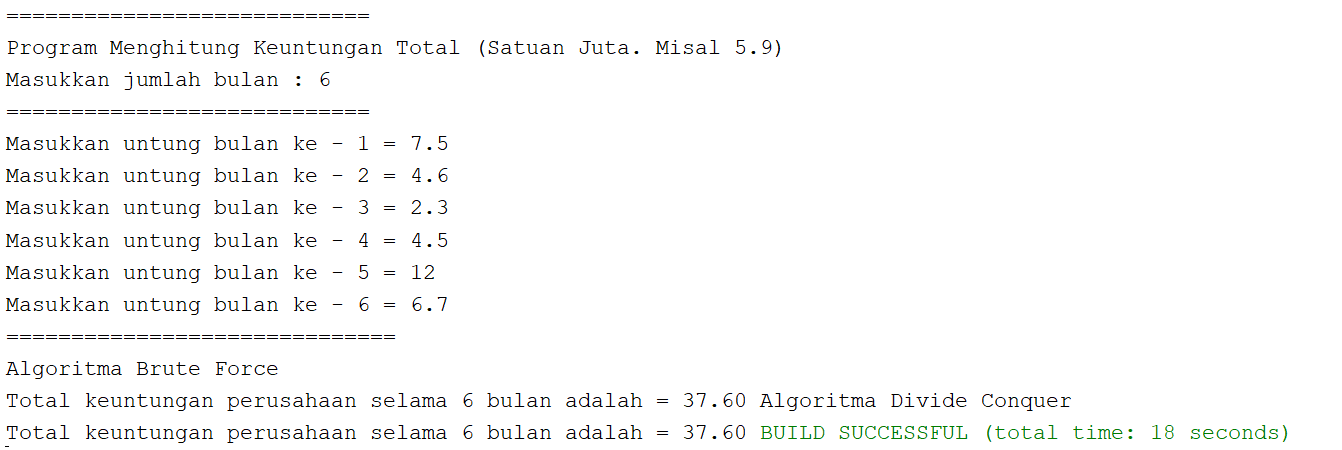 ============================
Program Menghitung Keuntungan Total (Satuan Juta. Misal 5.9)
Masukkan jumlah bulan : 6
============================
Masukkan untung bulan ke - 1 = 7.5
Masukkan untung bulan ke - 2 = 4.6
Masukkan untung bulan ke - 3 = 2.3
Masukkan untung bulan ke - 4 = 4.5
Masukkan untung bulan ke - 5 = 12
Masukkan untung bulan ke - 6 = 6.7
==============================
Algoritma Brute Force
Total keuntungan perusahaan selama 6 bulan adalah = 37.60 Algoritma Divide Conquer
Total keuntungan perusahaan selama 6 bulan adalah = 37.60 BUILD SUCCESSFUL (total time: 18 seconds)